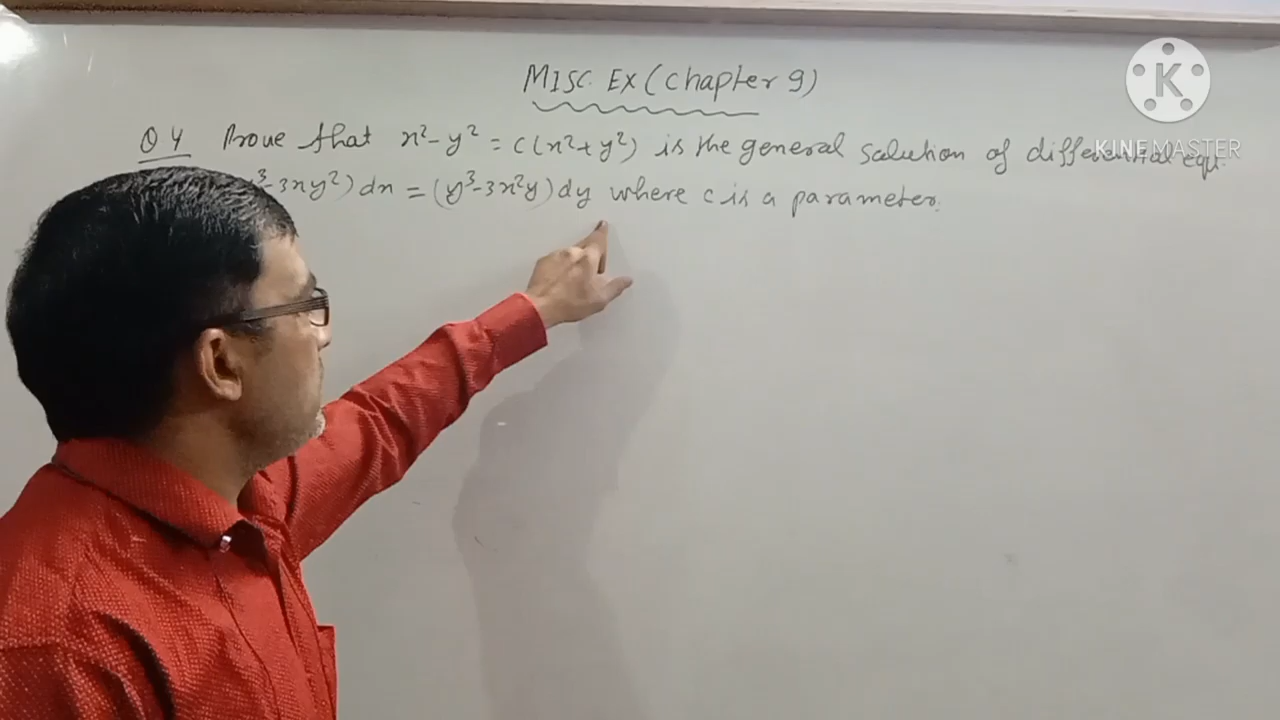 MISC. EX (Chapter 9)
Q 4 Prove that x² - y² = c(x² + y²) is the general solution of differential equ.
³ - 3xy²) dx = (y³ - 3x²y) dy where c is a parameter.
K
KINEMASTER